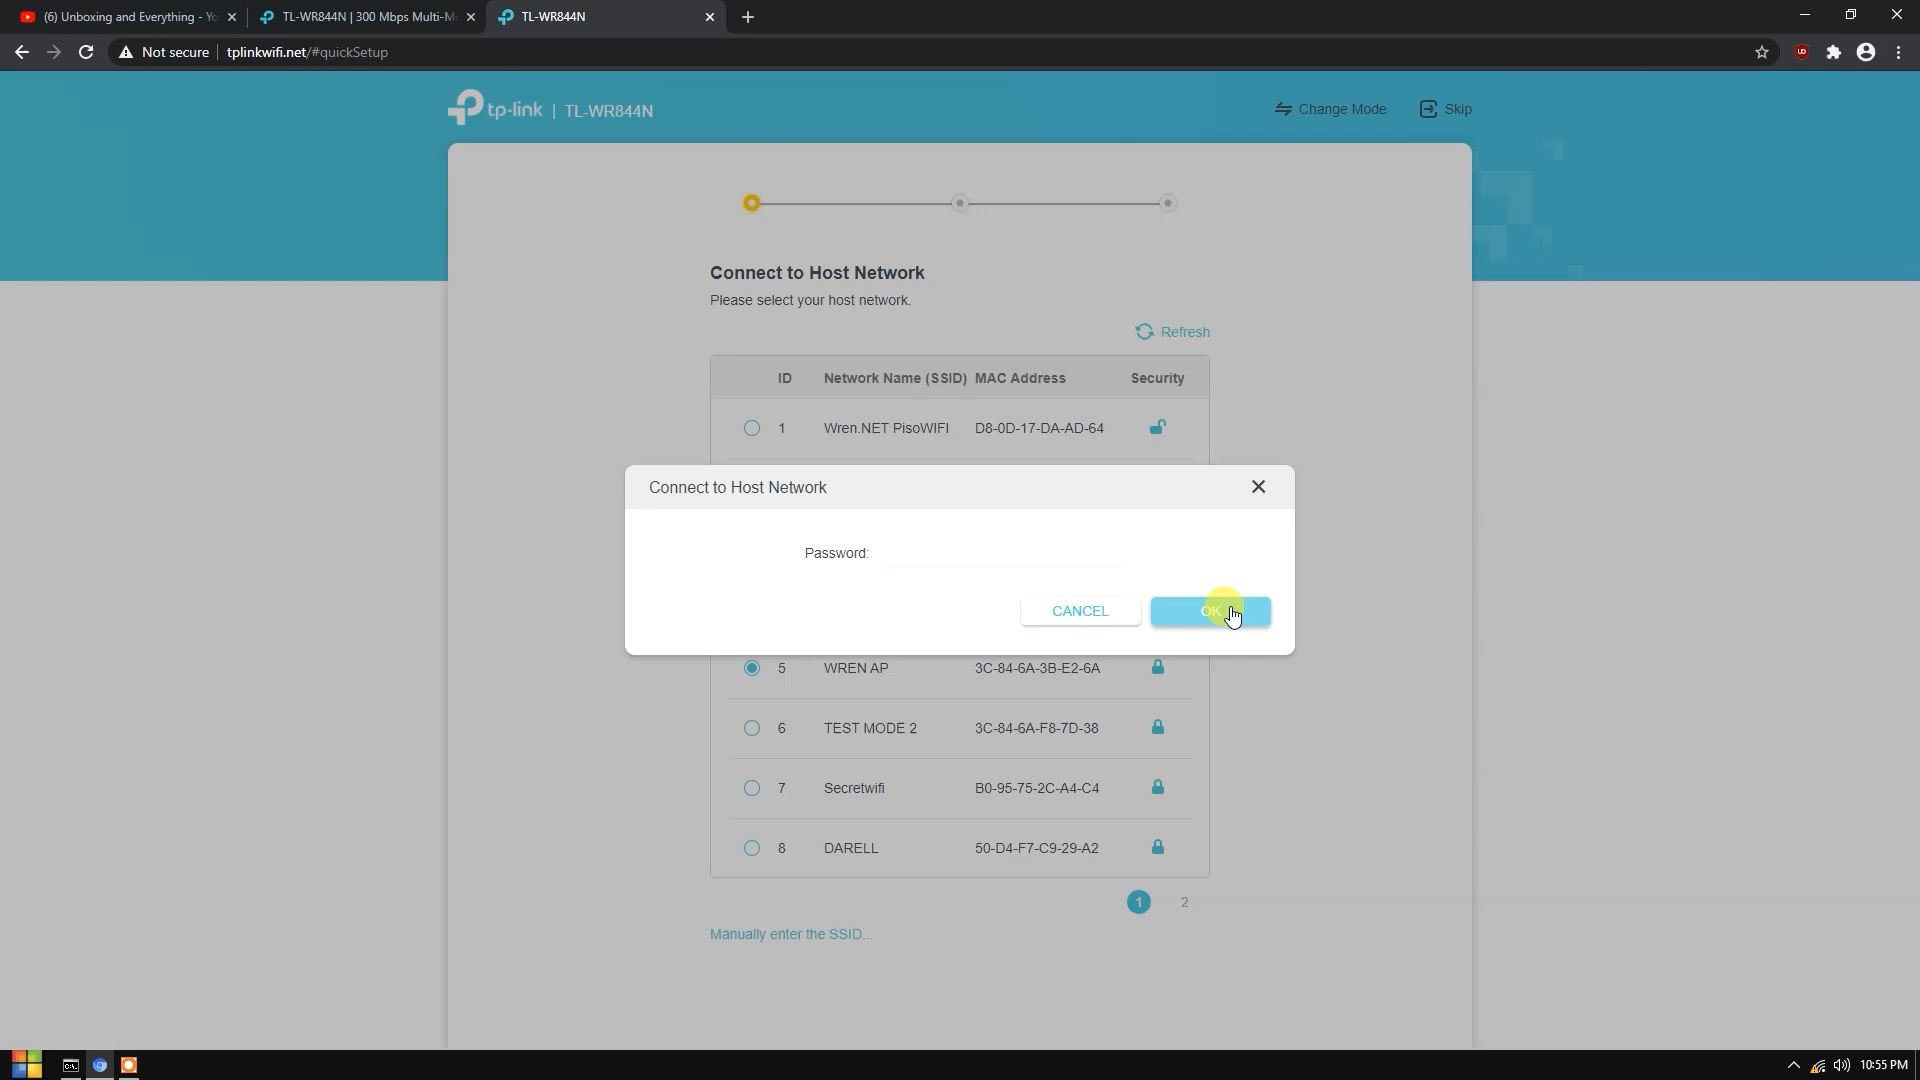 (6) Unboxing and Everything - Yo
TL-WR844N | 300 Mbps Multi-Mo
TL-WR844N
Not secure
tplinkwifi.net/#quickSetup
tp-link | TL-WR844N
Change Mode
Skip
Connect to Host Network
Please select your host network.
Refresh
ID Network Name (SSID) MAC Address Security
1 Wren.NET PisoWIFI D8-0D-17-DA-AD-64
Connect to Host Network
Password:
CANCEL
OK
5 WREN AP 3C-84-6A-3B-E2-6A
6 TEST MODE 2 3C-84-6A-F8-7D-38
7 Secretwifi B0-95-75-2C-A4-C4
8 DARELL 50-D4-F7-C9-29-A2
1 2
Manually enter the SSID...
10:55 PM